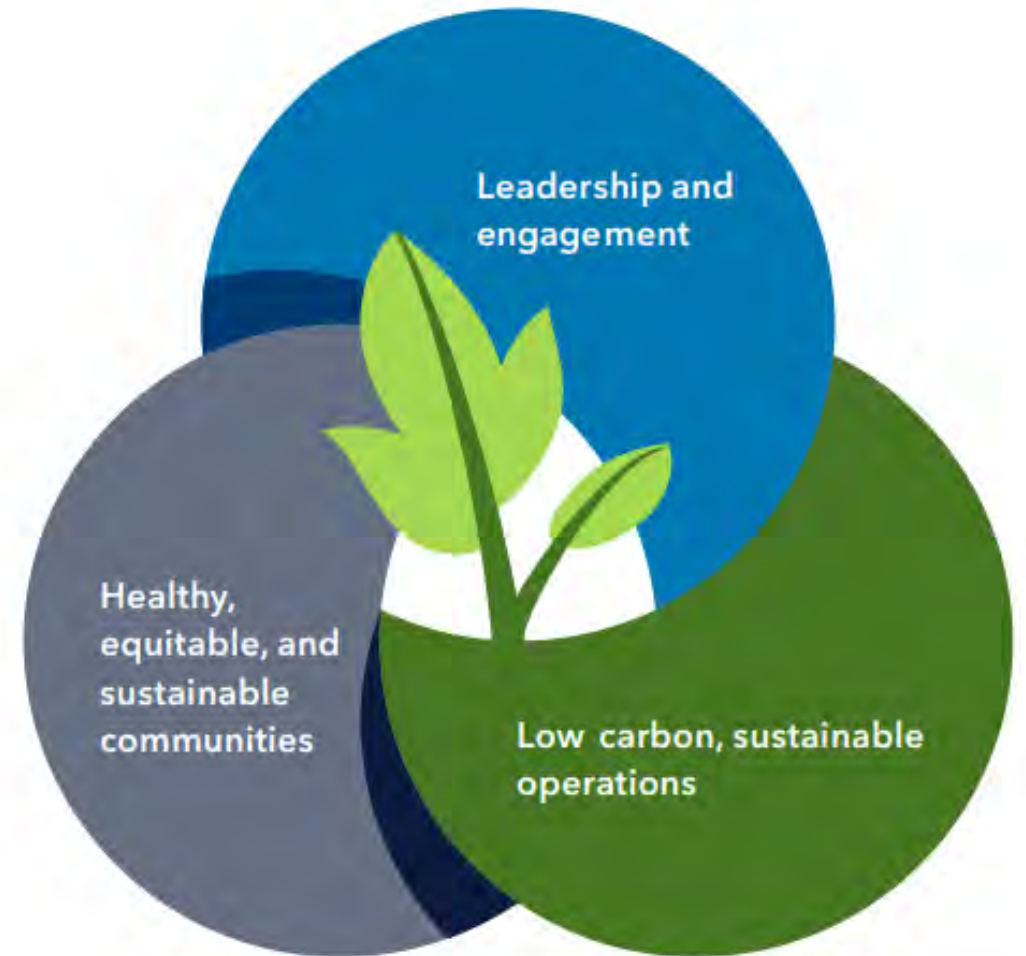 Leadership and
engagement
Healthy,
equitable, and
sustainable
communities
Low carbon, sustainable
operations